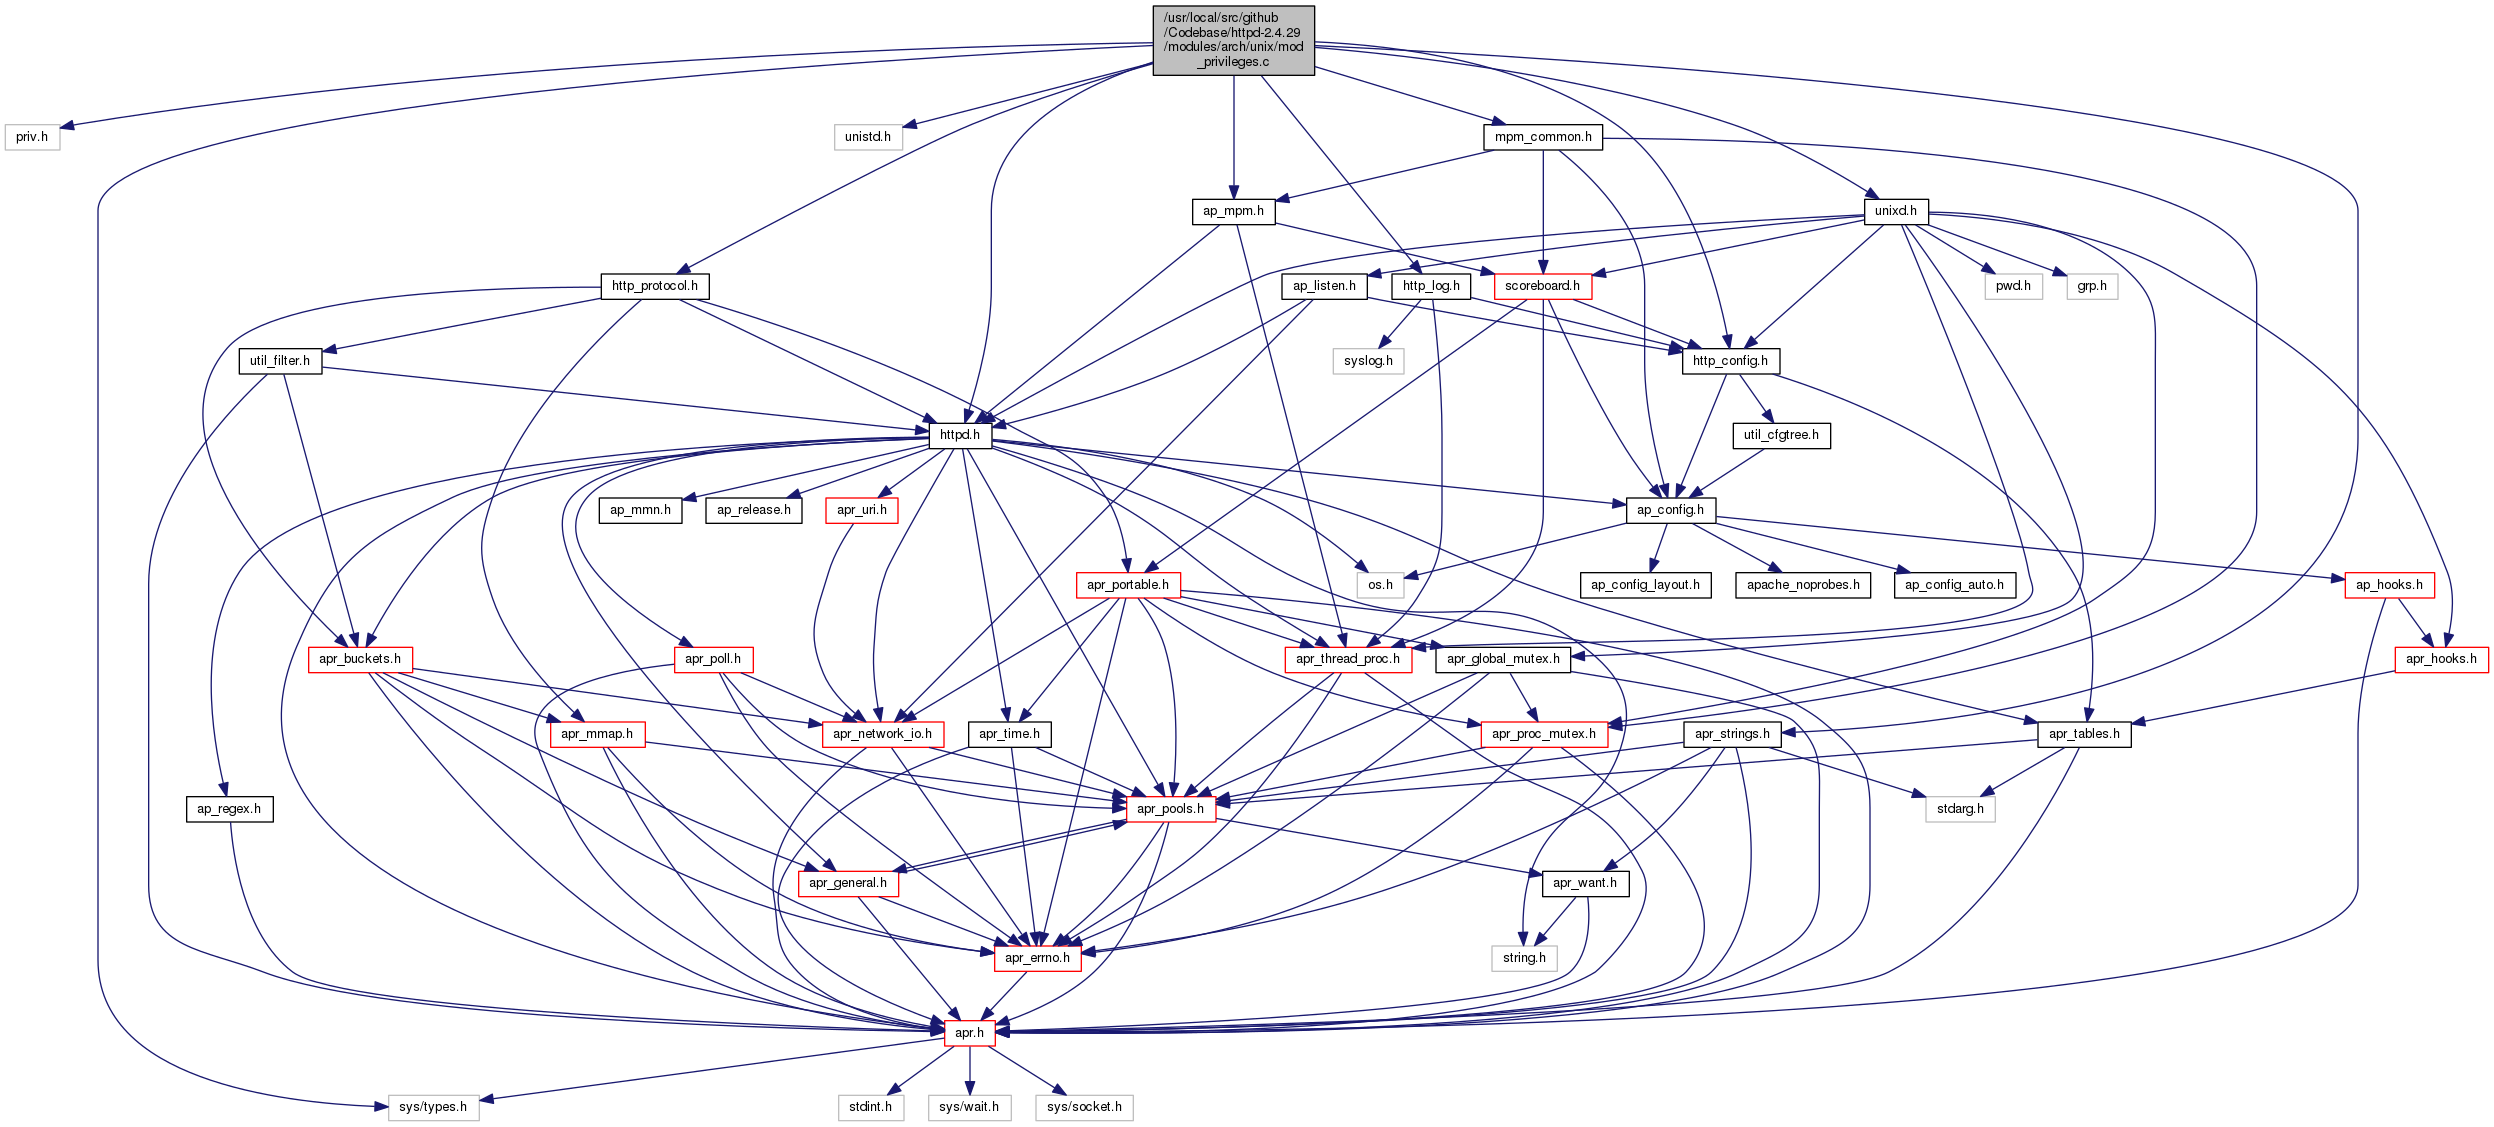 /usr/local/src/github
/Codebase/httpd-2.4.29
/modules/arch/unix/mod
_privileges.c
priv.h
unistd.h
mpm_common.h
ap_mpm.h
unixd.h
http_protocol.h
ap_listen.h
http_log.h
scoreboard.h
pwd.h
grp.h
util_filter.h
syslog.h
http_config.h
httpd.h
util_cfgtree.h
ap_mmn.h
ap_release.h
apr_uri.h
ap_config.h
apr_portable.h
os.h
ap_config_layout.h
apache_noprobes.h
ap_config_auto.h
ap_hooks.h
apr_buckets.h
apr_poll.h
apr_thread_proc.h
apr_global_mutex.h
apr_hooks.h
apr_mmap.h
apr_network_io.h
apr_time.h
apr_proc_mutex.h
apr_strings.h
apr_tables.h
ap_regex.h
apr_pools.h
stdarg.h
apr_general.h
apr_want.h
apr_errno.h
string.h
apr.h
sys/types.h
stdint.h
sys/wait.h
sys/socket.h